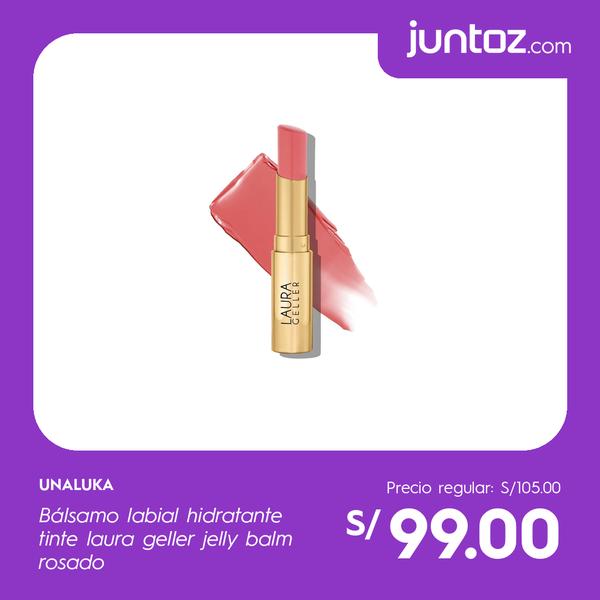 juntoz.com
LAURA
GELLER
UNALUKA
Bálsamo labial hidratante
tinte laura geller jelly balm
rosado
Precio regular: S/105.00
S/99.00